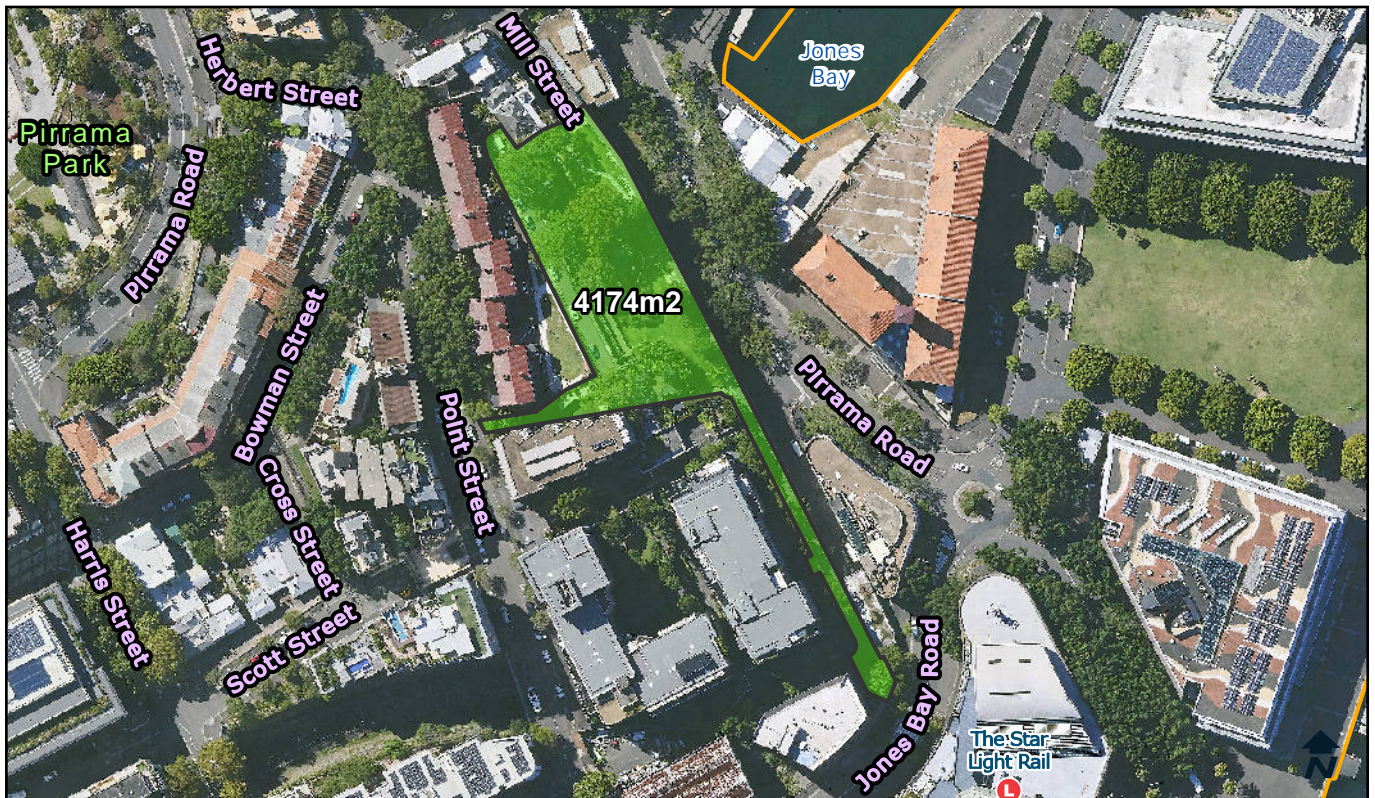 Mill Street
Jones
Bay
Herbert Street
Pirrama
Park
Pirrama Road
4174m2
Bowman Street
Pirrama Road
Point Street
Cross Street
Harris Street
Scott Street
Jones Bay Road
The Star
Light Rail
L
N